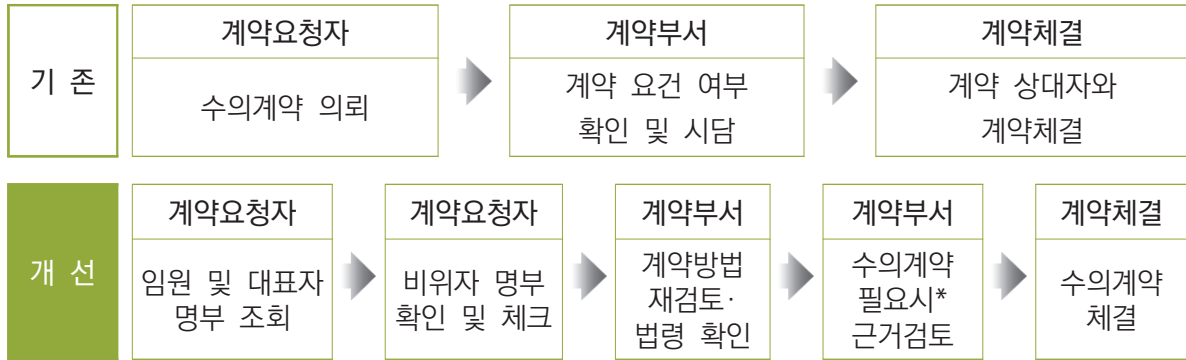 기 존
계약요청자
수의계약 의뢰
계약부서
계약 요건 여부
확인 및 시담
계약체결
계약 상대자와
계약체결
개 선
계약요청자
임원 및 대표자
명부 조회
계약요청자
비위자 명부
확인 및 체크
계약부서
계약방법
재검토·
법령 확인
계약부서
수의계약
필요시*
근거검토
계약체결
수의계약
체결